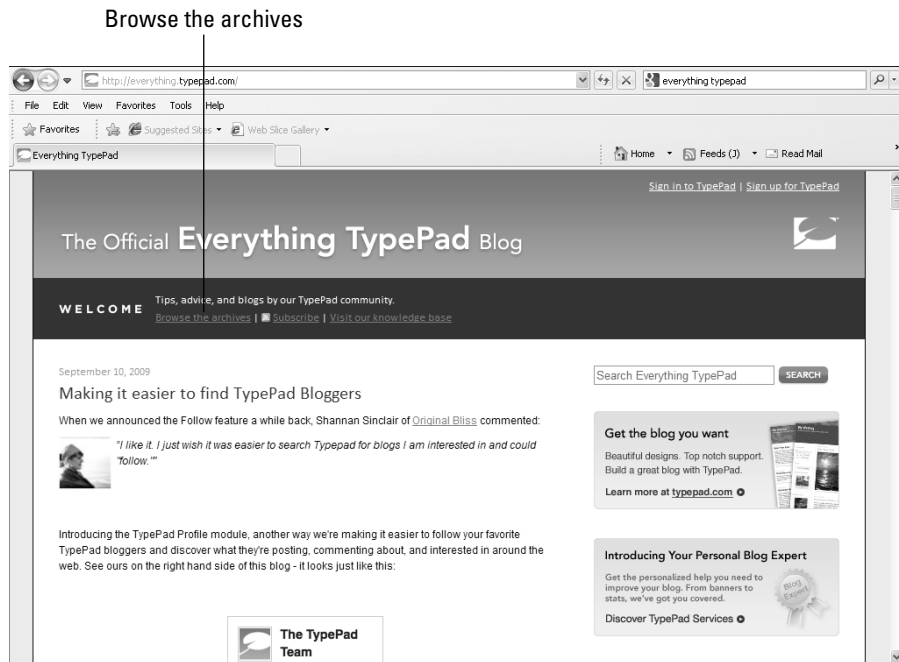 Browse the archives
http://everything.typepad.com/
everything typepad
File Edit View Favorites Tools Help
Favorites Suggested Sites Web Slice Gallery
Everything TypePad
Home Feeds (J) Read Mail
Sign in to TypePad | Sign up for TypePad
The Official Everything TypePad Blog
WELCOME
Tips, advice, and blogs by our TypePad community.
Browse the archives | Subscribe | Visit our knowledge base
September 10, 2009
Making it easier to find TypePad Bloggers
When we announced the Follow feature a while back, Shannan Sinclair of Original Bliss commented:
"I like it. I just wish it was easier to search Typepad for blogs I am interested in and could
"follow.""
Introducing the TypePad Profile module, another way we're making it easier to follow your favorite
TypePad bloggers and discover what they're posting, commenting about, and interested in around the
web. See ours on the right hand side of this blog - it looks just like this:
The TypePad
Team
Search Everything TypePad SEARCH
Get the blog you want
Beautiful designs. Top notch support.
Build a great blog with TypePad.
Learn more at typepad.com
Introducing Your Personal Blog Expert
Get the personalized help you need to
improve your blog. From banners to
stats, we've got you covered.
Discover TypePad Services
Blog
Expert